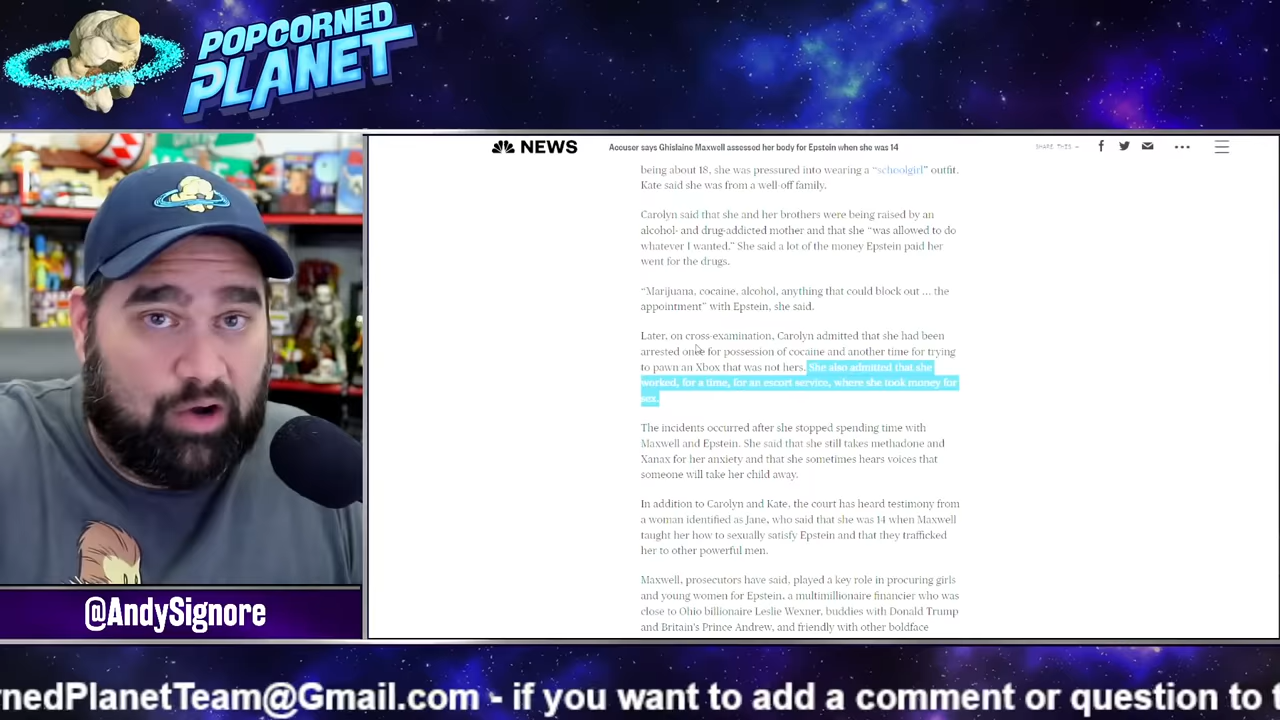 POPCORNED
PLANET
NEWS
Accuser says Ghislaine Maxwell assessed her body for Epstein when she was 14
SHARE THIS –
being about 18, she was pressured into wearing a “schoolgirl” outfit.
Kate said she was from a well-off family.
Carolyn said that she and her brothers were being raised by an
alcohol- and drug-addicted mother and that she “was allowed to do
whatever I wanted.” She said a lot of the money Epstein paid her
went for the drugs.
“Marijuana, cocaine, alcohol, anything that could block out ... the
appointment” with Epstein, she said.
Later, on cross-examination, Carolyn admitted that she had been
arrested once for possession of cocaine and another time for trying
to pawn an Xbox that was not hers. She also admitted that she
worked, for a time, for an escort service, where she took money for
sex.
The incidents occurred after she stopped spending time with
Maxwell and Epstein. She said that she still takes methadone and
Xanax for her anxiety and that she sometimes hears voices that
someone will take her child away.
In addition to Carolyn and Kate, the court has heard testimony from
a woman identified as Jane, who said that she was 14 when Maxwell
taught her how to sexually satisfy Epstein and that they trafficked
her to other powerful men.
Maxwell, prosecutors have said, played a key role in procuring girls
and young women for Epstein, a multimillionaire financier who was
close to Ohio billionaire Leslie Wexner, buddies with Donald Trump
and Britain's Prince Andrew, and friendly with other boldface
@AndySignore
rnedPlanetTeam@Gmail.com - if you want to add a comment or question to t